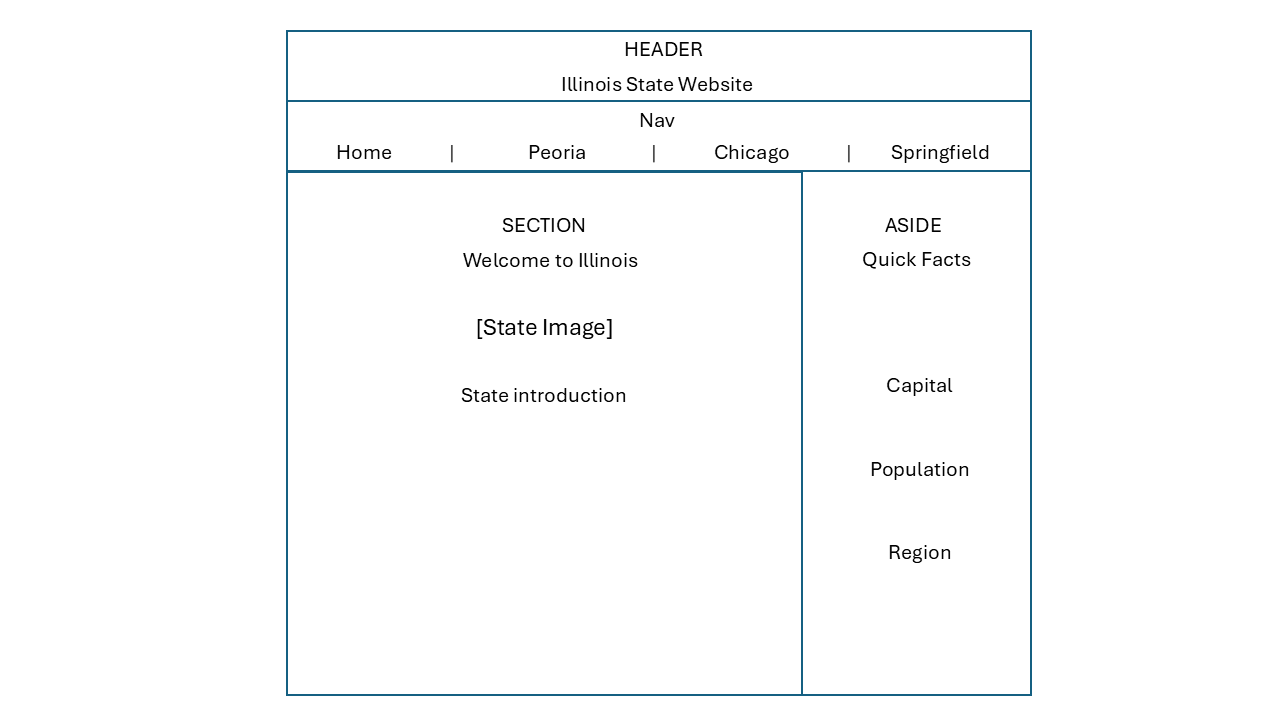 HEADER
Illinois State Website
Nav
Home | Peoria | Chicago | Springfield
SECTION
Welcome to Illinois
[State Image]
State introduction
ASIDE
Quick Facts
Capital
Population
Region